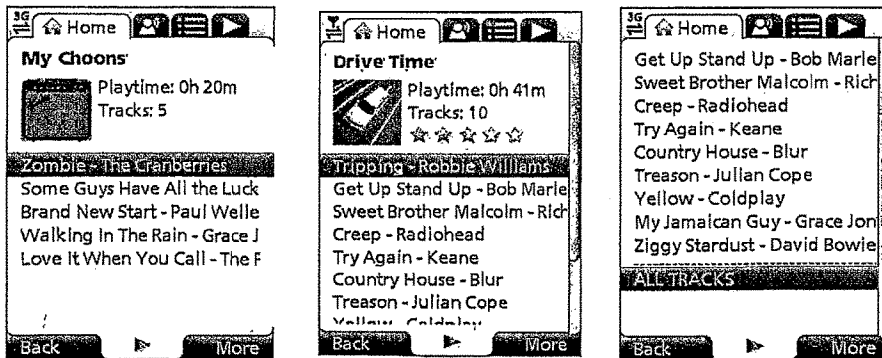 3G
Home
My Choons
Playtime: 0h 20m
Tracks: 5
Zombie - The Cranberries
Some Guys Have All the Luck
Brand New Start - Paul Welle
Walking In The Rain - Grace J
Love It When You Call - The F
Back
More
Home
Drive Time
Playtime: 0h 41m
Tracks: 10
Tripping - Robbie Williams
Get Up Stand Up - Bob Marle
Sweet Brother Malcolm - Rich
Creep - Radiohead
Try Again - Keane
Country House - Blur
Treason - Julian Cope
Yellow - Coldplay
Back
More
3G
Home
Get Up Stand Up - Bob Marle
Sweet Brother Malcolm - Rich
Creep - Radiohead
Try Again - Keane
Country House - Blur
Treason - Julian Cope
Yellow - Coldplay
My Jamaican Guy - Grace Jon
Ziggy Stardust - David Bowie
ALL TRACKS
Back
More